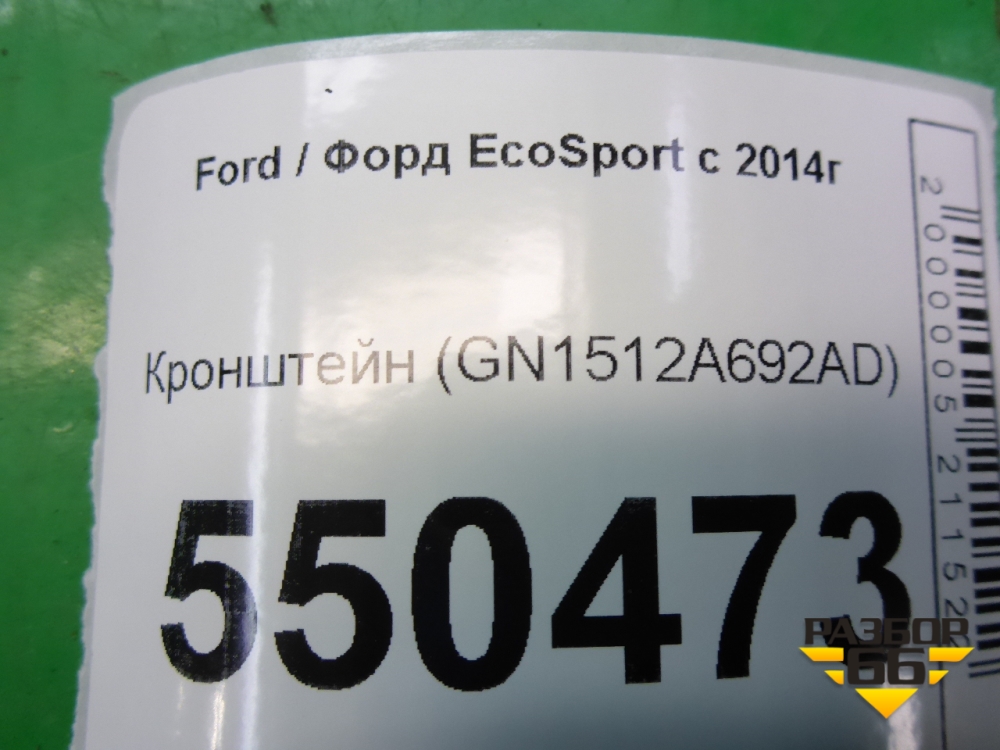 Ford / Форд EcoSport с 2014г
Кронштейн (GN1512A692AD)
550473
2000005211520
РАЗБОР
66